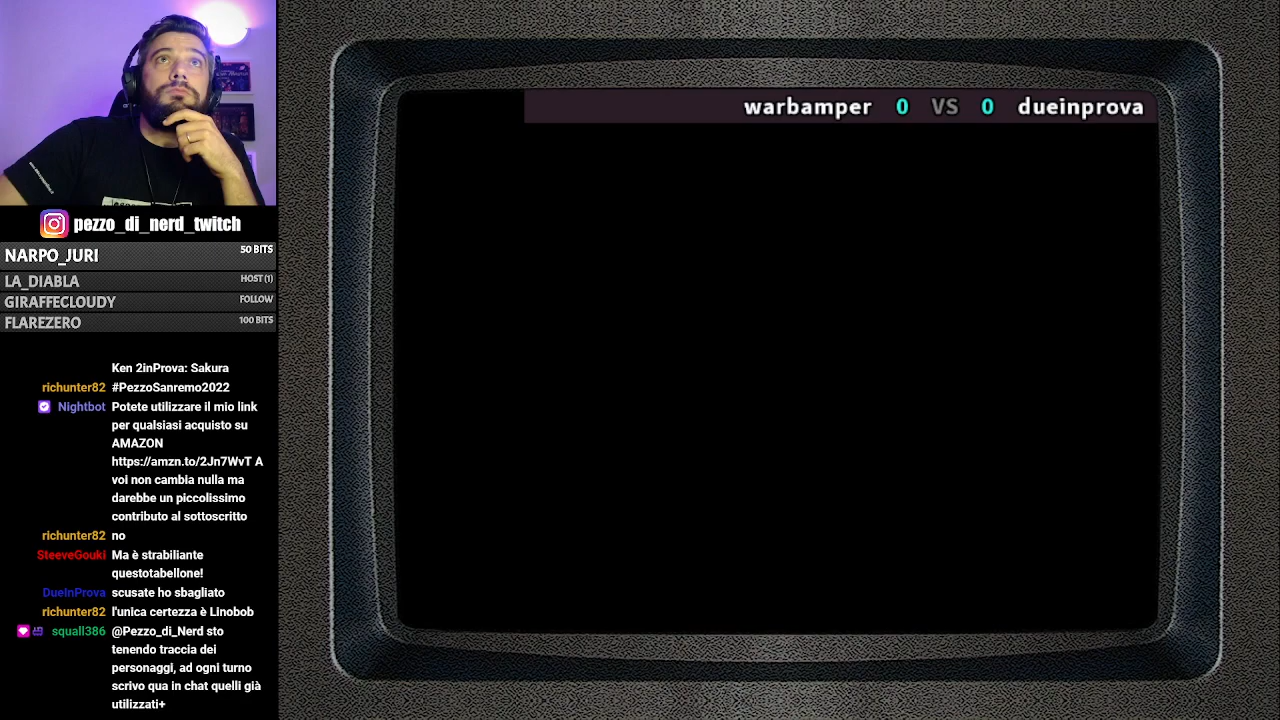 warbamper 0 VS 0 dueinprova
pezzo_di_nerd_twitch
NARPO_JURI 50 BITS
LA_DIABLA HOST (1)
GIRAFFECLOUDY FOLLOW
FLAREZERO 100 BITS
Ken 2inProva: Sakura
richunter82 #PezzoSanremo2022
Nightbot Potete utilizzare il mio link
per qualsiasi acquisto su
AMAZON
https://amzn.to/2Jn7WvT A
voi non cambia nulla ma
darebbe un piccolissimo
contributo al sottoscritto
richunter82 no
SteeveGouki Ma è strabiliante
questotabellone!
DueInProva scusate ho sbagliato
richunter82 l'unica certezza è Linobob
squall386 @Pezzo_di_Nerd sto
tenendo traccia dei
personaggi, ad ogni turno
scrivo qua in chat quelli già
utilizzati+